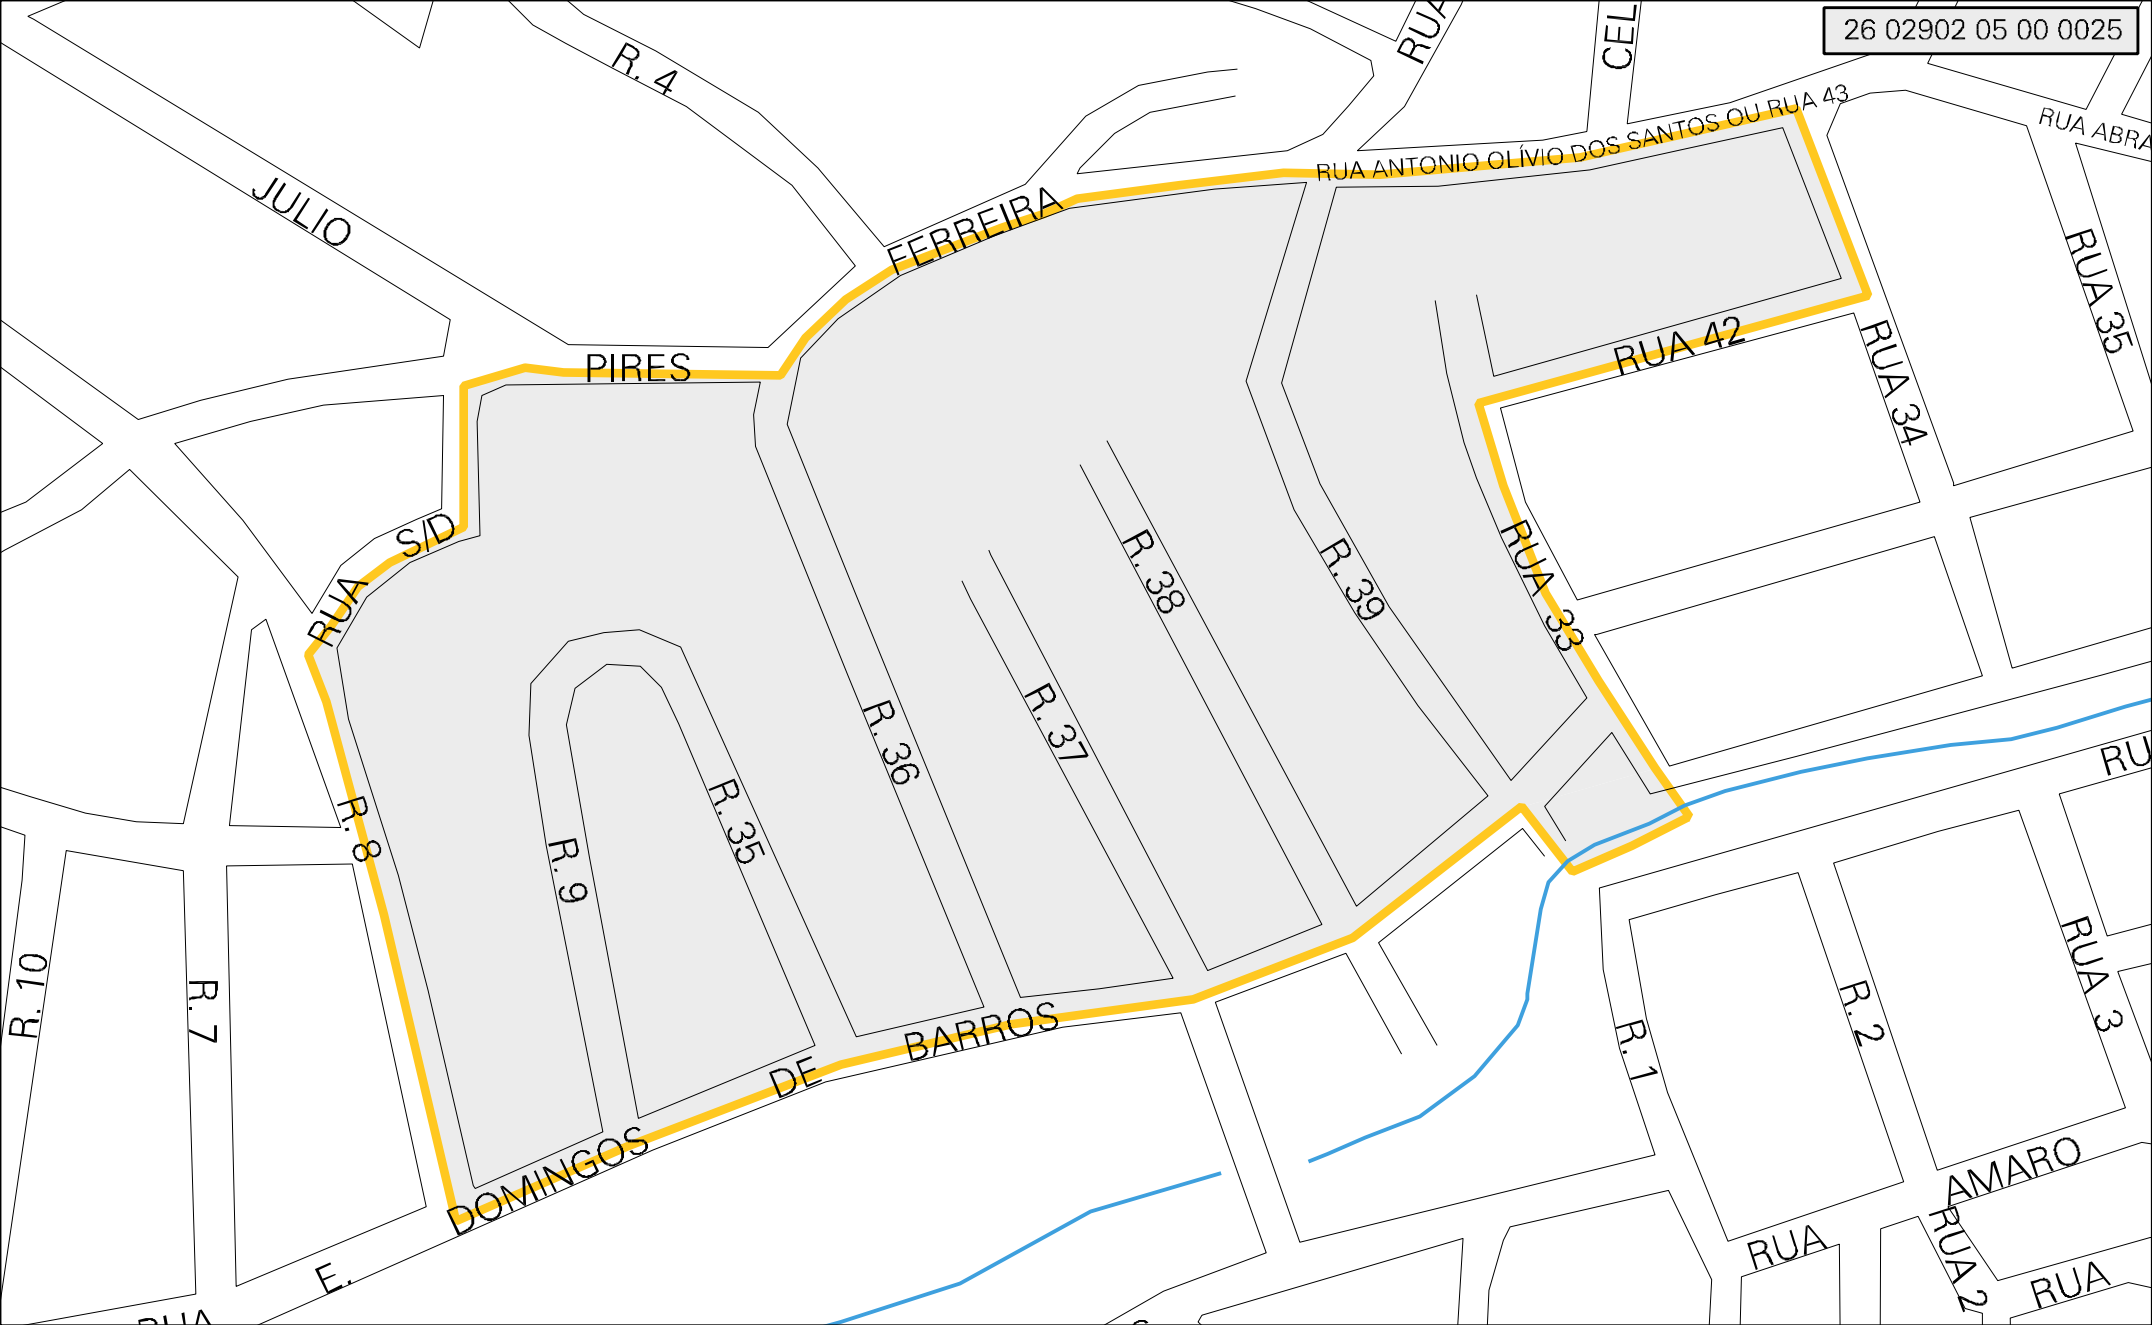 26 02902 05 00 0025
R. 4
CEL
RUA
RUA ANTONIO OLÍVIO DOS SANTOS OU RUA 43
RUA ABRA
JULIO
FERREIRA
PIRES
RUA 42
RUA 35
RUA 34
RUA S/D
RUA 33
R. 38
R. 39
R. 37
R. 36
R. 35
R. 9
R. 8
R. 10
R. 7
RU
RUA 3
R. 2
R. 1
E. DOMINGOS DE BARROS
AMARO
RUA
RUA 2
RUA
RUA